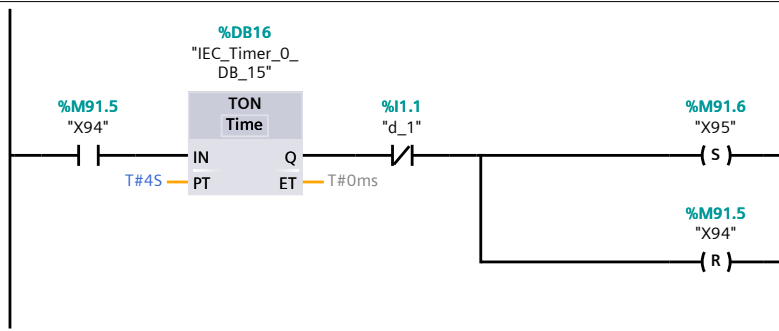 %DB16
"IEC_Timer_0_
DB_15"
%M91.5
"X94"
TON
Time
%I1.1
"d_1"
%M91.6
"X95"
IN
Q
S
T#4S
PT
ET
T#0ms
%M91.5
"X94"
R